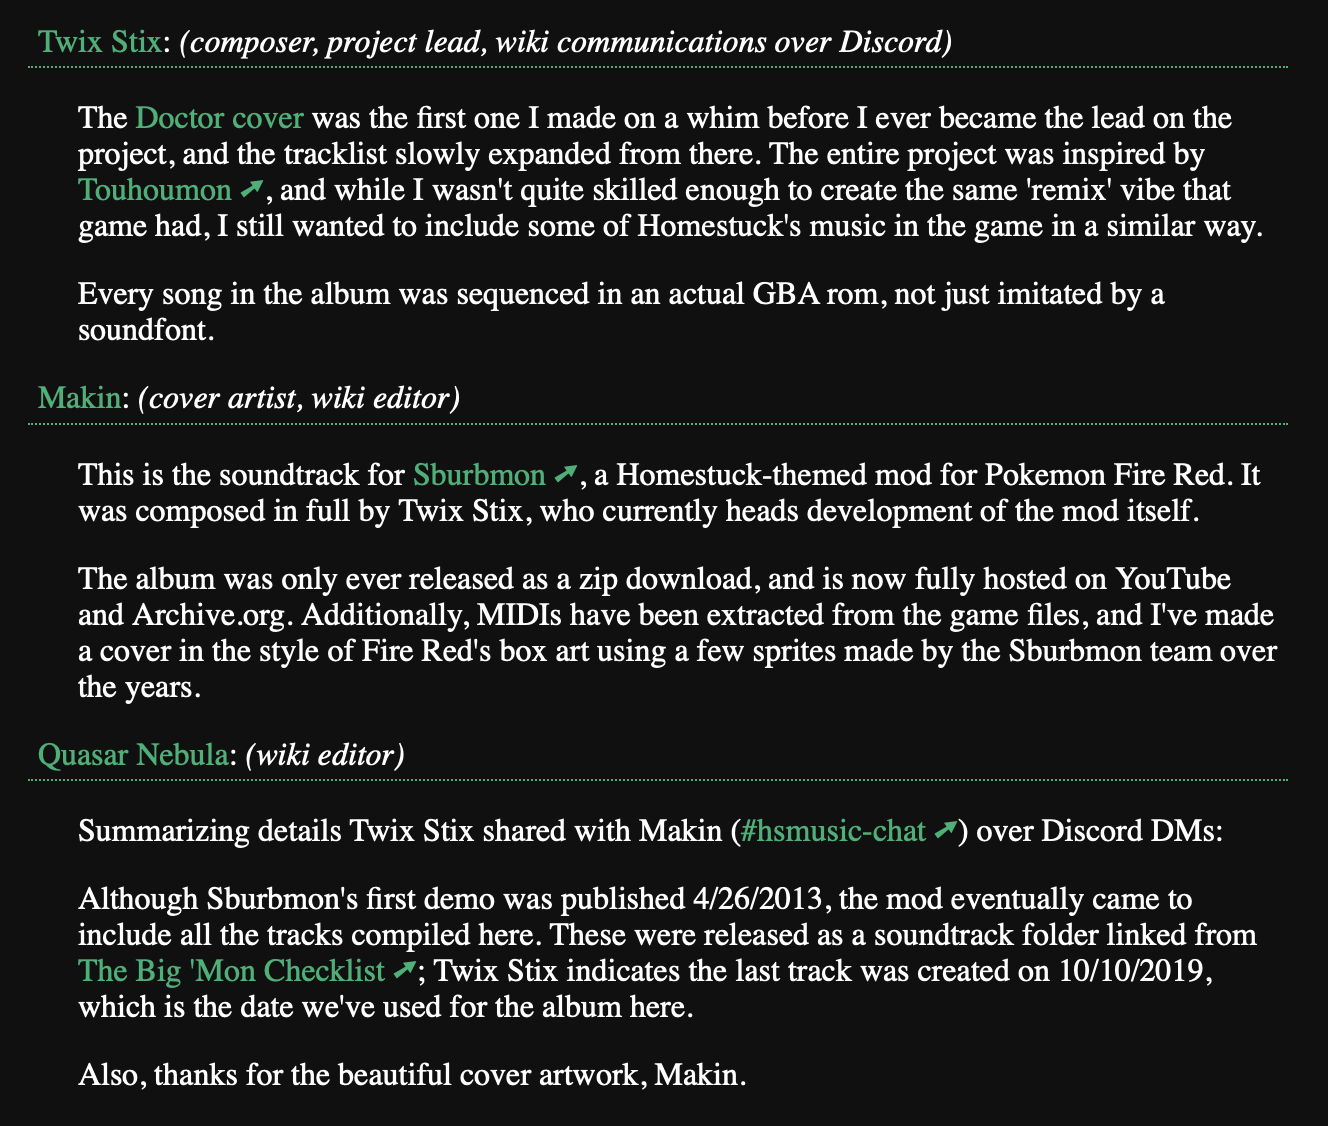 Twix Stix: (composer, project lead, wiki communications over Discord)
The Doctor cover was the first one I made on a whim before I ever became the lead on the
project, and the tracklist slowly expanded from there. The entire project was inspired by
Touhoumon, and while I wasn't quite skilled enough to create the same 'remix' vibe that
game had, I still wanted to include some of Homestuck's music in the game in a similar way.
Every song in the album was sequenced in an actual GBA rom, not just imitated by a
soundfont.
Makin: (cover artist, wiki editor)
This is the soundtrack for Sburbmon, a Homestuck-themed mod for Pokemon Fire Red. It
was composed in full by Twix Stix, who currently heads development of the mod itself.
The album was only ever released as a zip download, and is now fully hosted on YouTube
and Archive.org. Additionally, MIDIs have been extracted from the game files, and I've made
a cover in the style of Fire Red's box art using a few sprites made by the Sburbmon team over
the years.
Quasar Nebula: (wiki editor)
Summarizing details Twix Stix shared with Makin (#hsmusic-chat) over Discord DMs:
Although Sburbmon's first demo was published 4/26/2013, the mod eventually came to
include all the tracks compiled here. These were released as a soundtrack folder linked from
The Big 'Mon Checklist; Twix Stix indicates the last track was created on 10/10/2019,
which is the date we've used for the album here.
Also, thanks for the beautiful cover artwork, Makin.